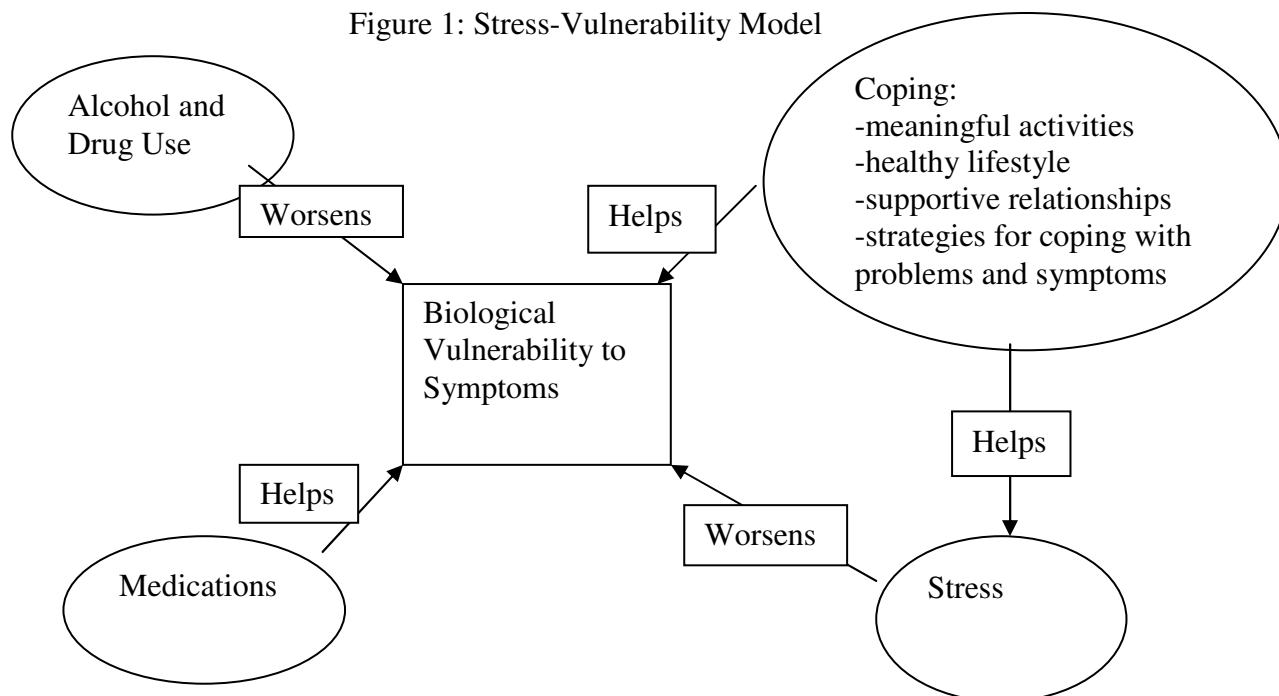 Figure 1: Stress-Vulnerability Model
Alcohol and
Drug Use
Worsens
Coping:
-meaningful activities
-healthy lifestyle
-supportive relationships
-strategies for coping with
problems and symptoms
Helps
Biological
Vulnerability to
Symptoms
Helps
Helps
Worsens
Medications
Stress